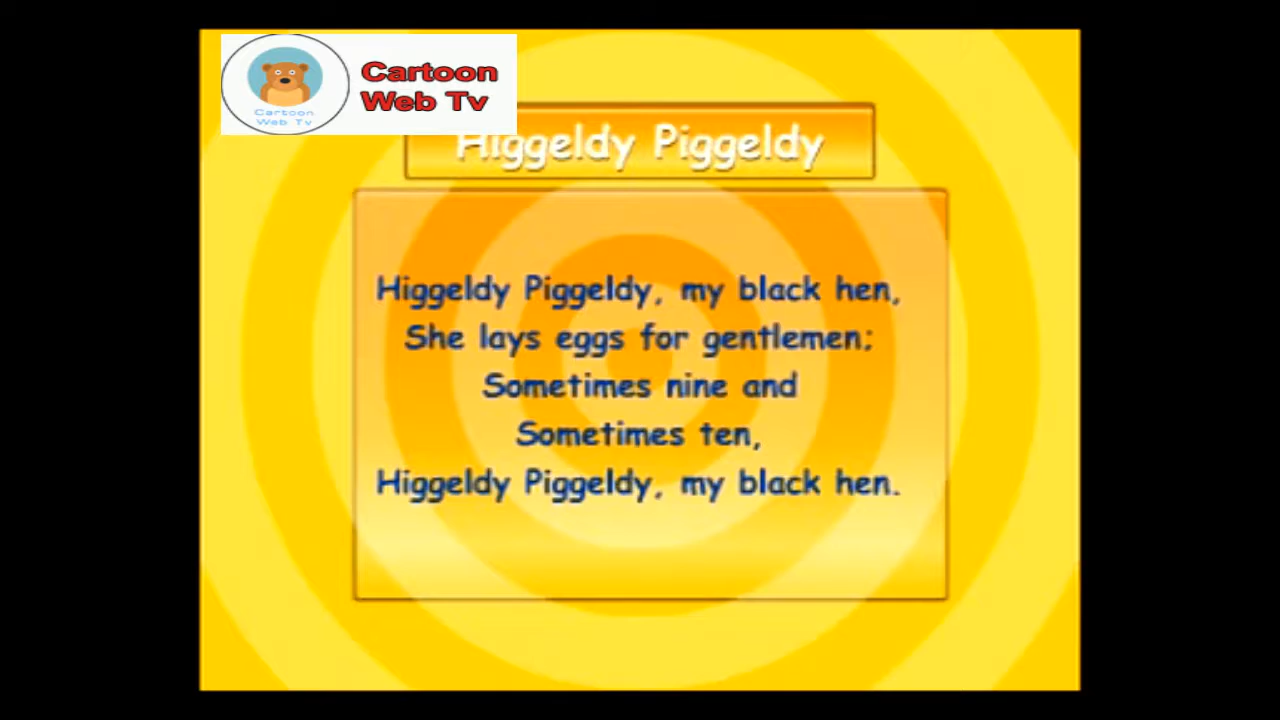 Cartoon
Web Tv
Cartoon
Web Tv
Higgeldy Piggeldy
Higgeldy Piggeldy, my black hen,
She lays eggs for gentlemen;
Sometimes nine and
Sometimes ten,
Higgeldy Piggeldy, my black hen.